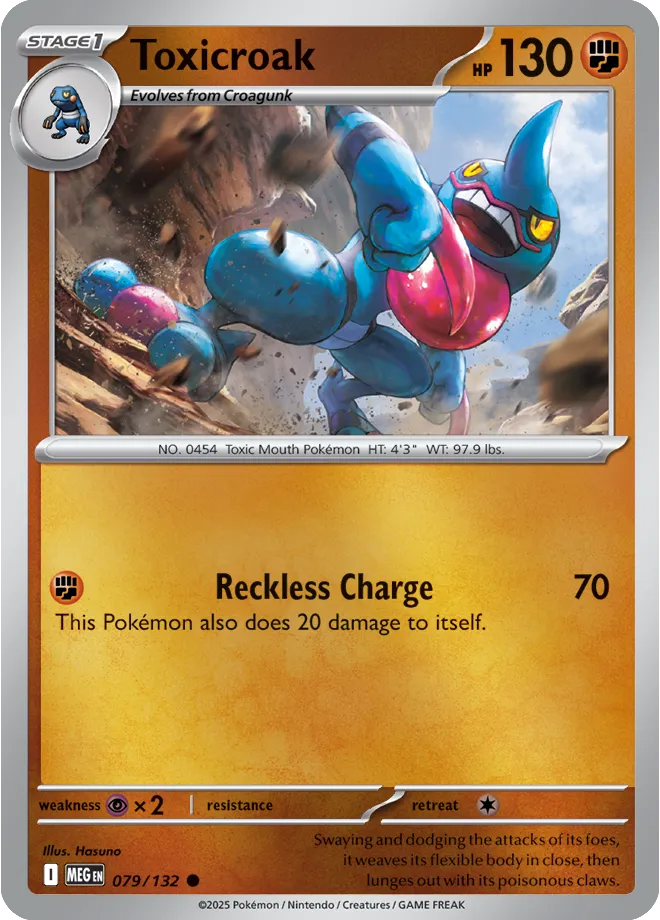 STAGE 1
Toxicroak
HP 130
Evolves from Croagunk
NO. 0454 Toxic Mouth Pokémon HT: 4'3" WT: 97.9 lbs.
Reckless Charge 70
This Pokémon also does 20 damage to itself.
weakness ×2 resistance retreat
Illus. Hasuno
Swaying and dodging the attacks of its foes,
it weaves its flexible body in close, then
lunges out with its poisonous claws.
I MEG EN 079/132
©2025 Pokémon / Nintendo / Creatures / GAME FREAK